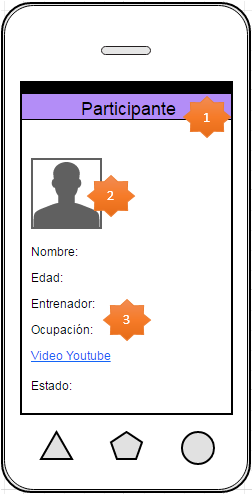 Participante
1
2
Nombre:
Edad:
Entrenador:
3
Ocupación:
Video Youtube
Estado: